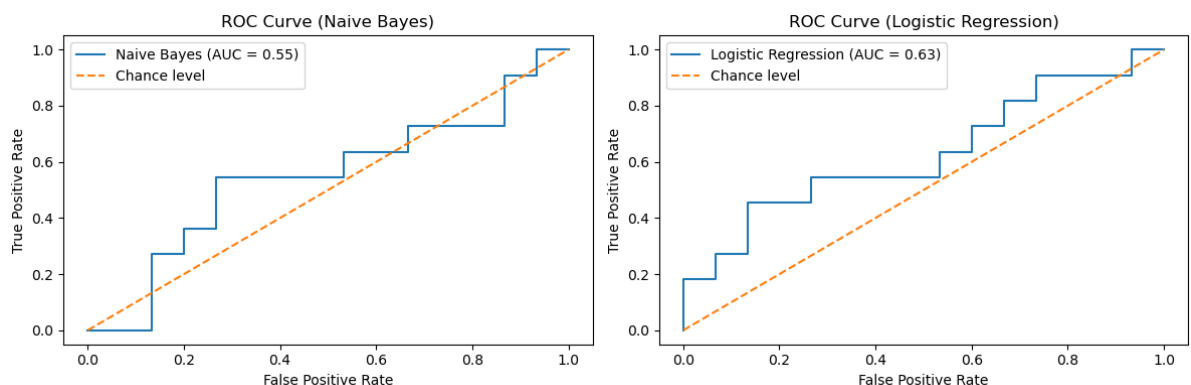 ROC Curve (Naive Bayes)
Naive Bayes (AUC = 0.55)
Chance level
True Positive Rate
1.0
0.8
0.6
0.4
0.2
0.0
0.0 0.2 0.4 0.6 0.8 1.0
False Positive Rate
ROC Curve (Logistic Regression)
Logistic Regression (AUC = 0.63)
Chance level
True Positive Rate
1.0
0.8
0.6
0.4
0.2
0.0
0.0 0.2 0.4 0.6 0.8 1.0
False Positive Rate